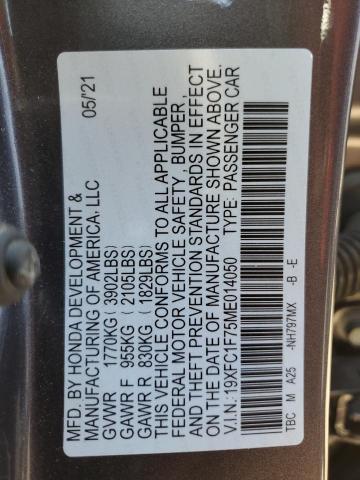 MFD. BY HONDA DEVELOPMENT &
MANUFACTURING OF AMERICA, LLC 05/'21
GVWR 1770KG (3902LBS)
GAWR F 955KG (2105LBS)
GAWR R 830KG (1829LBS)
THIS VEHICLE CONFORMS TO ALL APPLICABLE
FEDERAL MOTOR VEHICLE SAFETY, BUMPER,
AND THEFT PREVENTION STANDARDS IN EFFECT
ON THE DATE OF MANUFACTURE SHOWN ABOVE.
V.I.N.: 19XFC1F75ME014050 TYPE: PASSENGER CAR
TBC M A25 -NH797MX -B -E